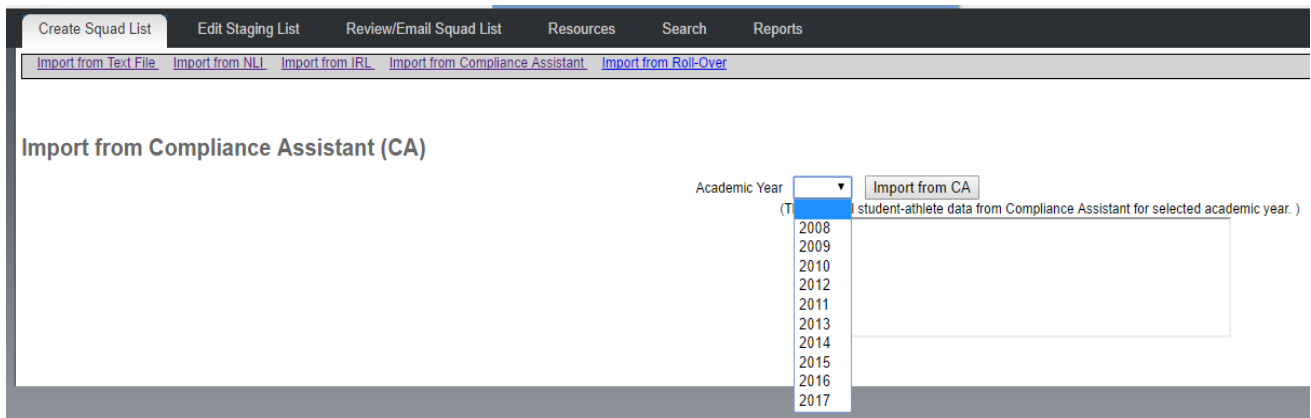 Create Squad List Edit Staging List Review/Email Squad List Resources Search Reports
Import from Text File Import from NLI Import from IRL Import from Compliance Assistant Import from Roll-Over
Import from Compliance Assistant (CA)
Academic Year Import from CA
student-athlete data from Compliance Assistant for selected academic year. )
2008
2009
2010
2012
2011
2013
2014
2015
2016
2017